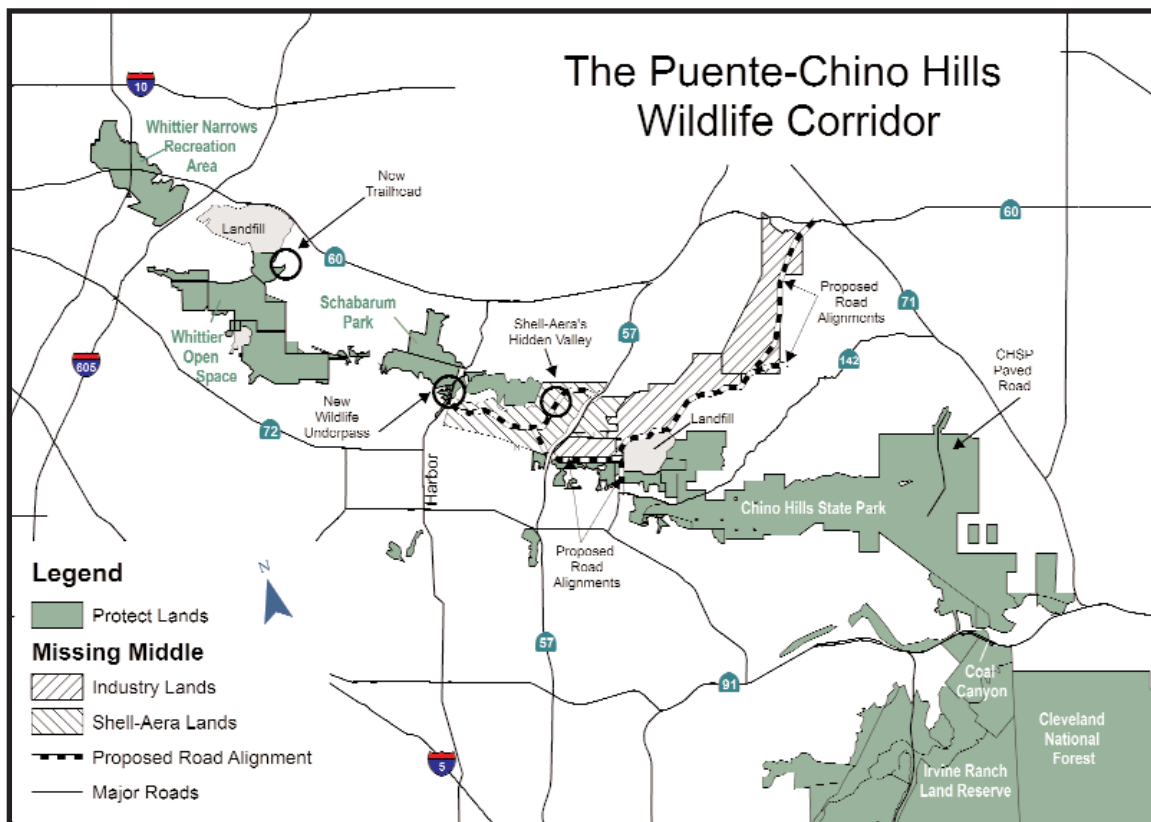 The Puente-Chino Hills
Wildlife Corridor
10
Whittier Narrows
Recreation
Area
New
Trailhead
Landfill
60
60
Schabarum
Park
Shell-Aera's
Hidden Valley
57
Proposed
Road
Alignments
71
142
CHSP
Paved
Road
Whittier
Open
Space
605
New
Wildlife
Underpass
72
Landfill
Harbor
Chino Hills State Park
Proposed
Road
Alignments
57
91
5
Coal
Canyon
Cleveland
National
Forest
Irvine Ranch
Land Reserve
Legend
N
Protect Lands
Missing Middle
Industry Lands
Shell-Aera Lands
Proposed Road Alignment
Major Roads